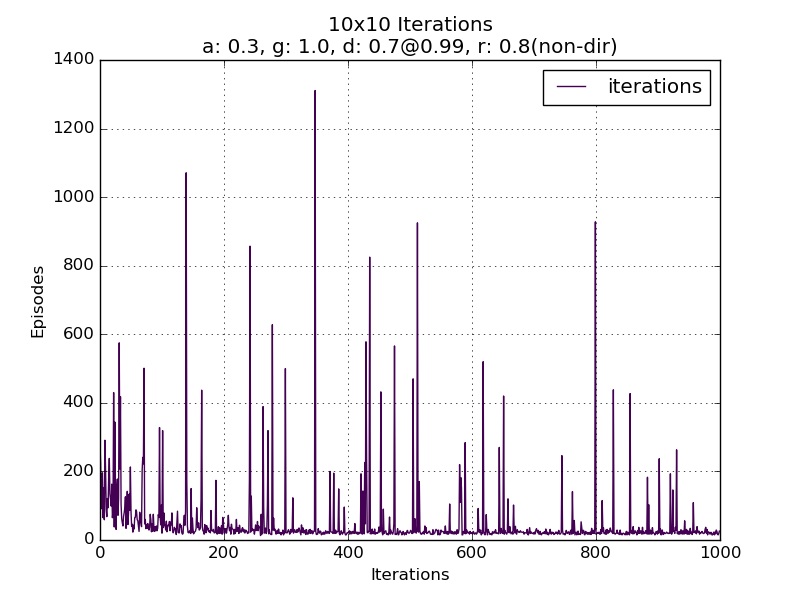 10x10 Iterations
a: 0.3, g: 1.0, d: 0.7@0.99, r: 0.8(non-dir)
iterations
1400
1200
1000
800
600
400
200
0
Episodes
0 200 400 600 800 1000
Iterations